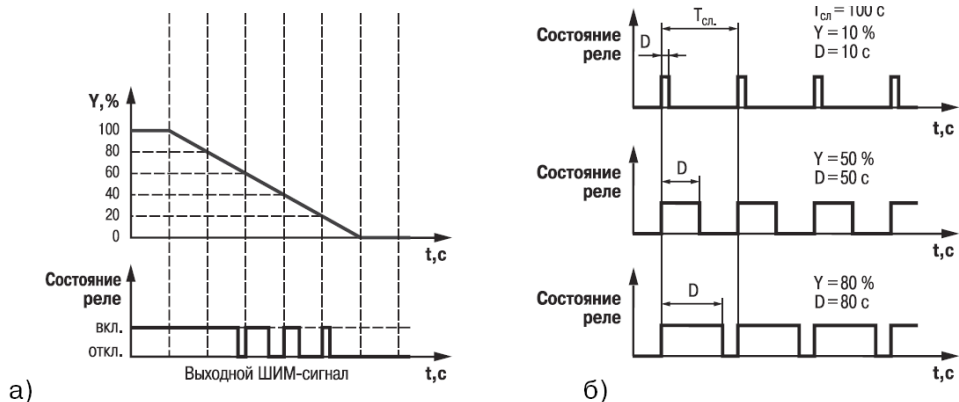 Y, %
100
80
60
40
20
0
t,c
Состояние
реле
вкл.
откл.
Выходной ШИМ-сигнал
t,c
а)
Tсл = 100 с
Y = 10 %
D = 10 с
Состояние
реле
D
Tсл.
t,c
Y = 50 %
D = 50 с
Состояние
реле
D
t,c
Y = 80 %
D = 80 с
Состояние
реле
D
t,c
б)